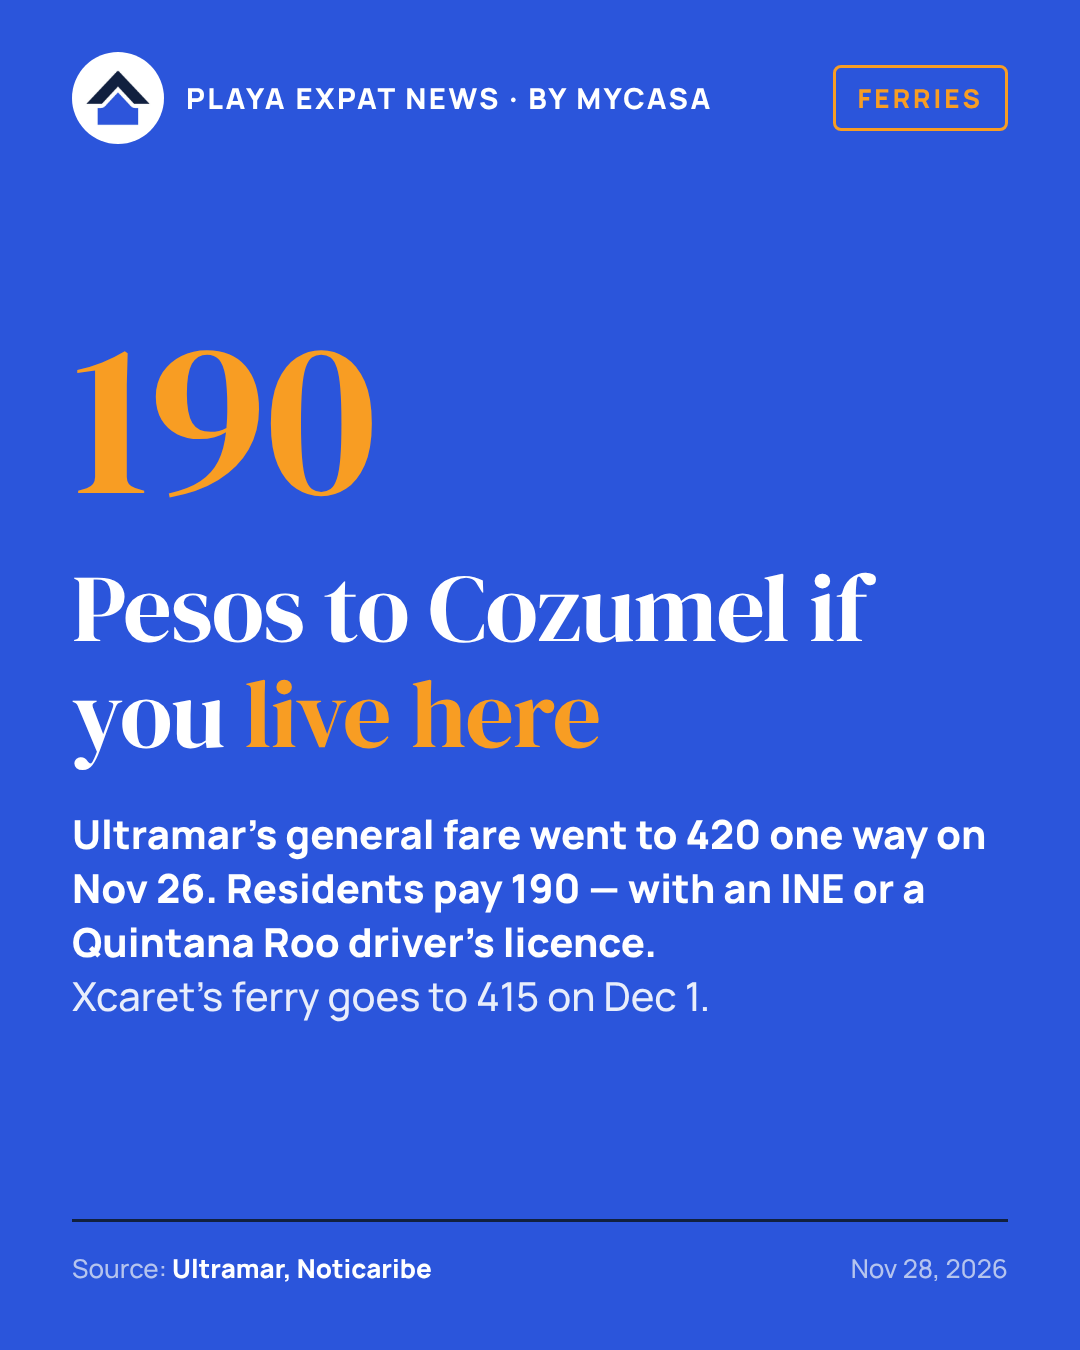 PLAYA EXPAT NEWS · BY MYCASA
FERRIES
190
Pesos to Cozumel if
you live here
Ultramar’s general fare went to 420 one way on
Nov 26. Residents pay 190 — with an INE or a
Quintana Roo driver’s licence.
Xcaret’s ferry goes to 415 on Dec 1.
Source: Ultramar, Noticaribe
Nov 28, 2026